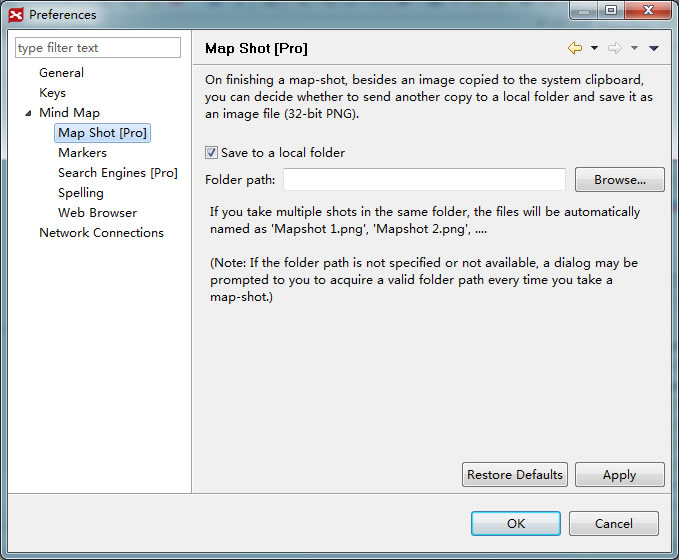 Preferences
type filter text
General
Keys
Mind Map
Map Shot [Pro]
Markers
Search Engines [Pro]
Spelling
Web Browser
Network Connections
Map Shot [Pro]
On finishing a map-shot, besides an image copied to the system clipboard,
you can decide whether to send another copy to a local folder and save it as
an image file (32-bit PNG).
Save to a local folder
Folder path:
Browse...
If you take multiple shots in the same folder, the files will be automatically
named as 'Mapshot 1.png', 'Mapshot 2.png', ....
(Note: If the folder path is not specified or not available, a dialog may be
prompted to you to acquire a valid folder path every time you take a
map-shot.)
Restore Defaults
Apply
OK
Cancel